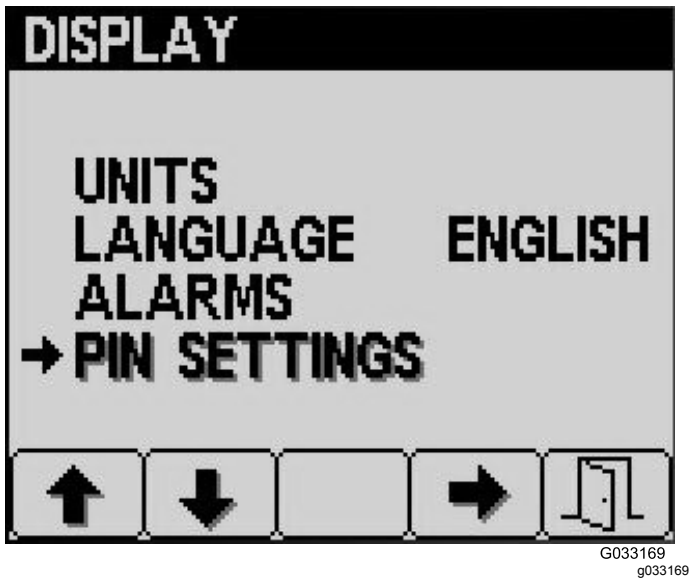 DISPLAY
UNITS
LANGUAGE ENGLISH
ALARMS
PIN SETTINGS
G033169
g033169